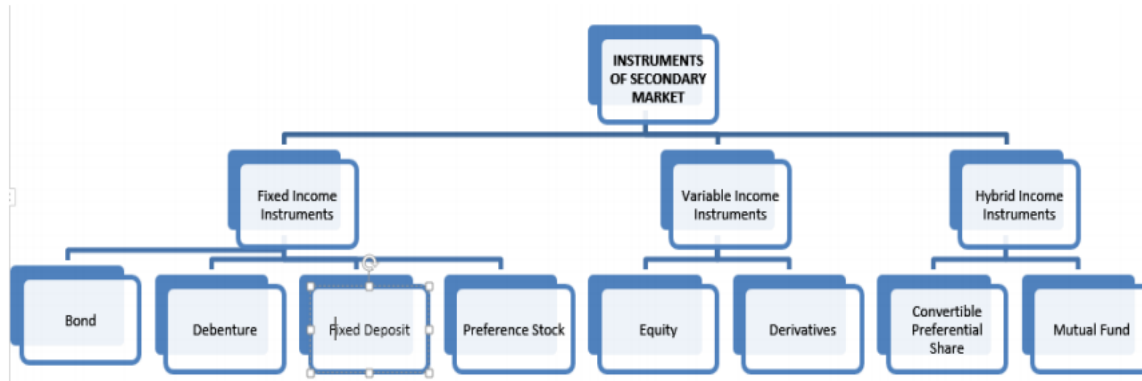 INSTRUMENTS
OF SECONDARY
MARKET
Fixed Income
Instruments
Variable Income
Instruments
Hybrid Income
Instruments
Bond
Debenture
Fixed Deposit
Preference Stock
Equity
Derivatives
Convertible
Preferential
Share
Mutual Fund